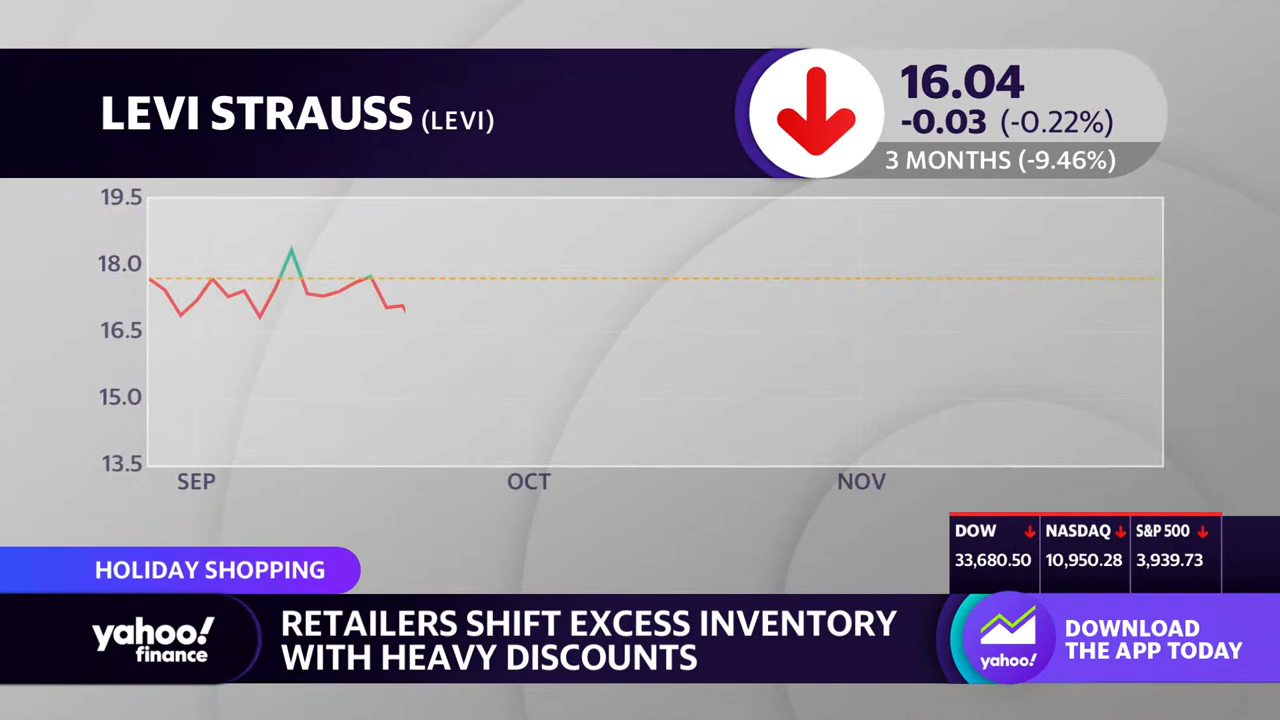 LEVI STRAUSS (LEVI)
16.04
-0.03 (-0.22%)
3 MONTHS (-9.46%)
19.5
18.0
16.5
15.0
13.5
SEP OCT NOV
DOW NASDAQ S&P 500
33,680.50 10,950.28 3,939.73
HOLIDAY SHOPPING
yahoo!
finance
RETAILERS SHIFT EXCESS INVENTORY
WITH HEAVY DISCOUNTS
yahoo!
DOWNLOAD
THE APP TODAY